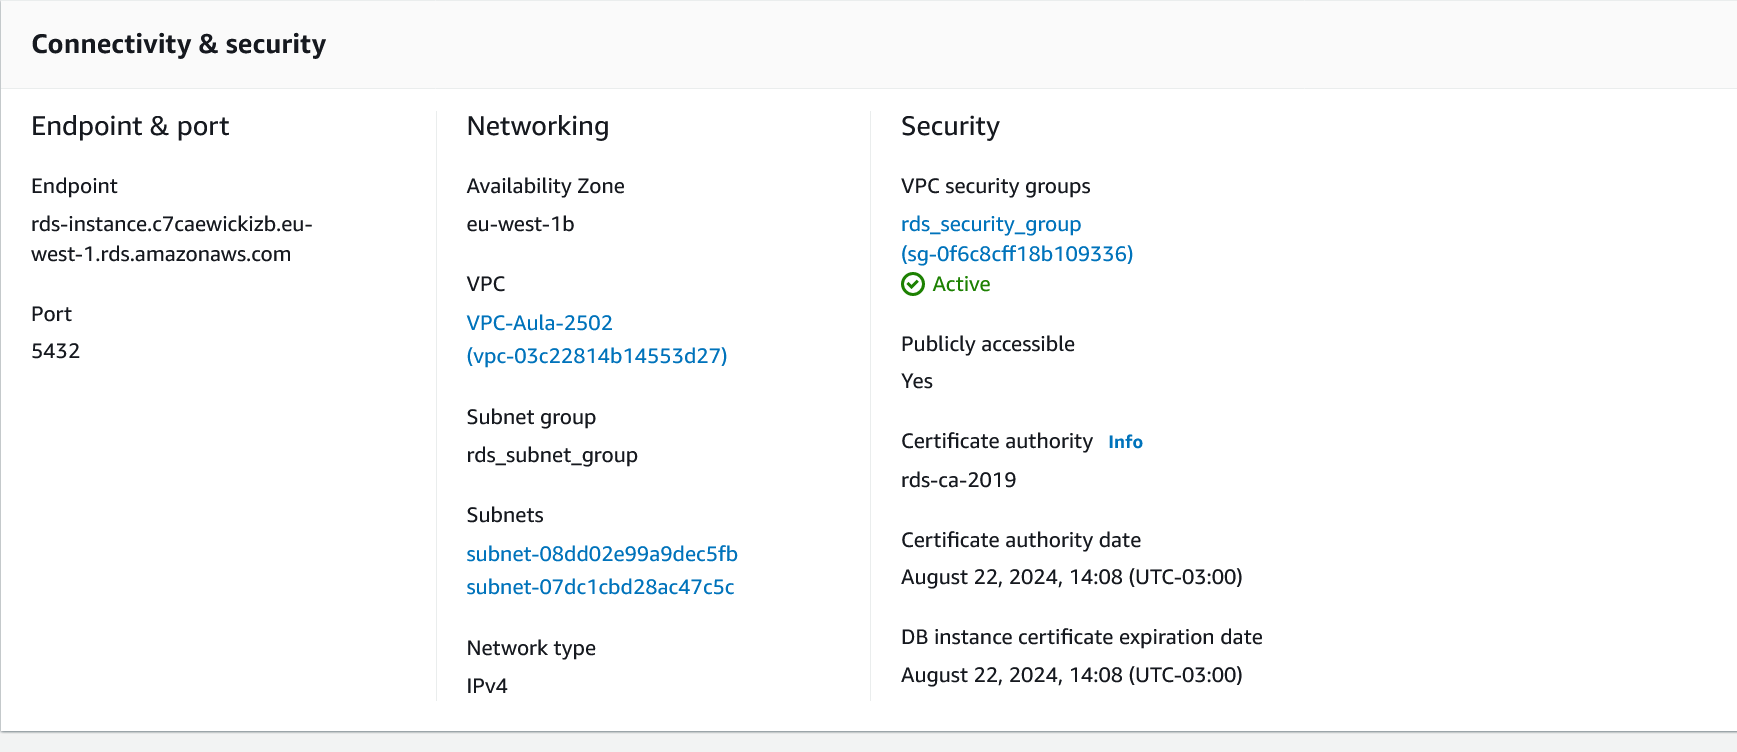 Connectivity & security
Endpoint & port
Endpoint
rds-instance.c7caewickizb.eu-
west-1.rds.amazonaws.com
Port
5432
Networking
Availability Zone
eu-west-1b
VPC
VPC-Aula-2502
(vpc-03c22814b14553d27)
Subnet group
rds_subnet_group
Subnets
subnet-08dd02e99a9dec5fb
subnet-07dc1cbd28ac47c5c
Network type
IPv4
Security
VPC security groups
rds_security_group
(sg-0f6c8cff18b109336)
Active
Publicly accessible
Yes
Certificate authority Info
rds-ca-2019
Certificate authority date
August 22, 2024, 14:08 (UTC-03:00)
DB instance certificate expiration date
August 22, 2024, 14:08 (UTC-03:00)